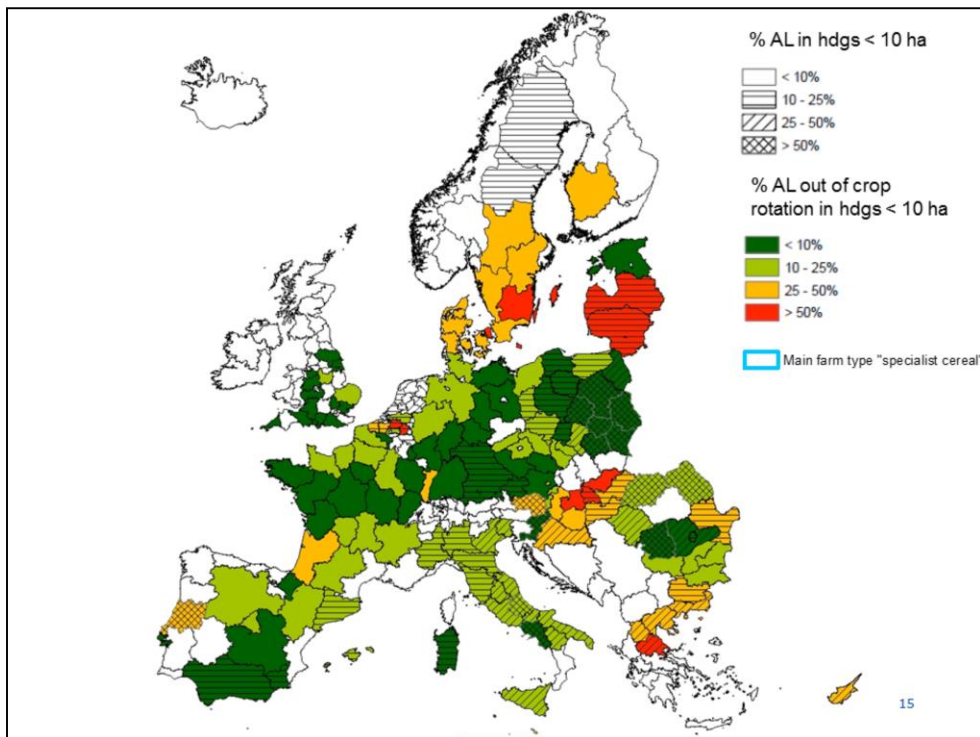 % AL in hdgs < 10 ha
< 10%
10 - 25%
25 - 50%
> 50%
% AL out of crop
rotation in hdgs < 10 ha
< 10%
10 - 25%
25 - 50%
> 50%
Main farm type "specialist cereal"
15